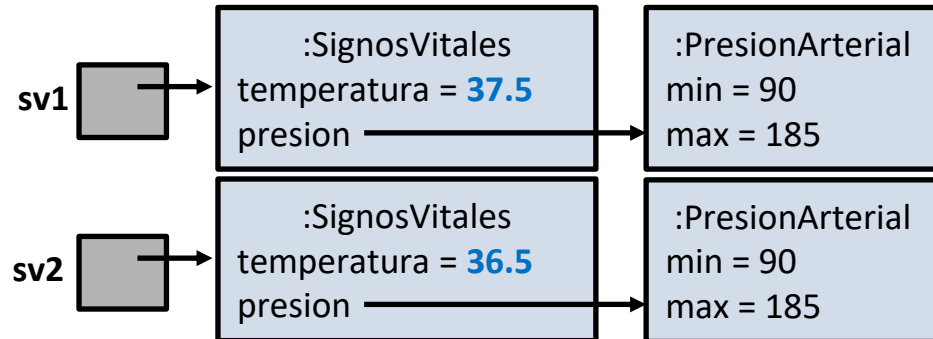 sv1
:SignosVitales
temperatura = 37.5
presion
:PresionArterial
min = 90
max = 185
sv2
:SignosVitales
temperatura = 36.5
presion
:PresionArterial
min = 90
max = 185